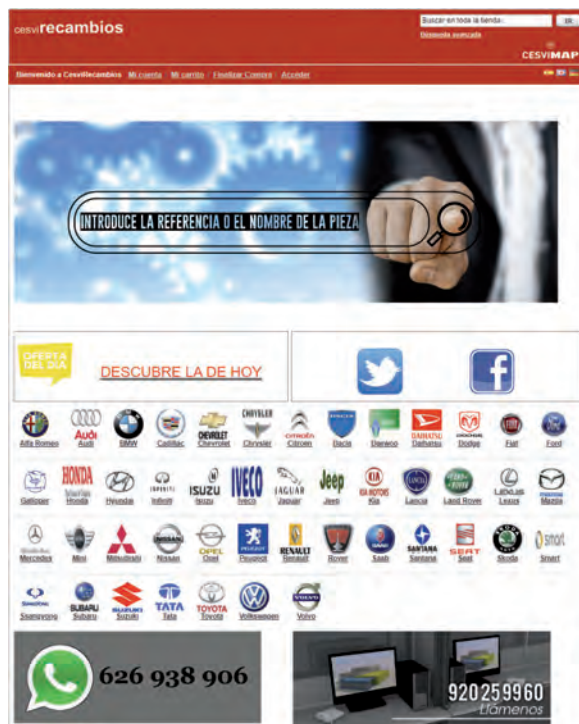 cesvirecambios
Buscar en toda la tienda
Búsqueda avanzada
CESVIMAP
Bienvenido a CesviRecambios Mi cuenta Mi carrito Finalizar Compra Acceder
INTRODUCE LA REFERENCIA O EL NOMBRE DE LA PIEZA
OFERTA DEL DIA
DESCUBRE LA DE HOY
Alfa Romeo Audi BMW Cadillac Chevrolet Chrysler Citroen Dacia Daewoo Daihatsu Dodge Fiat Ford
Galloper Honda Hyundai Infiniti Isuzu Iveco Jaguar Jeep Kia Lancia Land Rover Lexus Mazda
Mercedes Mini Mitsubishi Nissan Opel Peugeot Renault Rover Saab Santana Seat Skoda Smart
Ssangyong Subaru Suzuki Tata Toyota Volkswagen Volvo
626 938 906
920259960
Llámenos